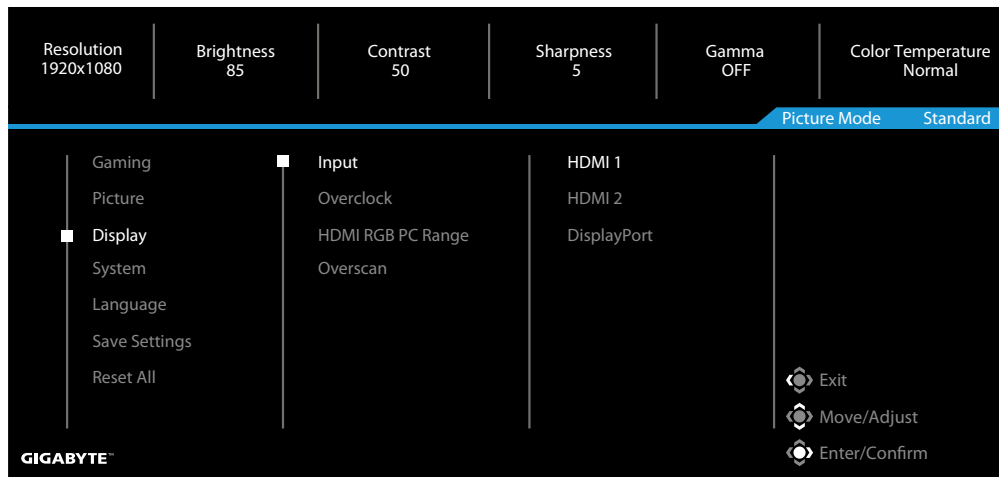 Resolution
1920x1080
Brightness
85
Contrast
50
Sharpness
5
Gamma
OFF
Color Temperature
Normal
Picture Mode Standard
Gaming
Picture
Display
System
Language
Save Settings
Reset All
Input
Overclock
HDMI RGB PC Range
Overscan
HDMI 1
HDMI 2
DisplayPort
Exit
Move/Adjust
Enter/Confirm
GIGABYTE™